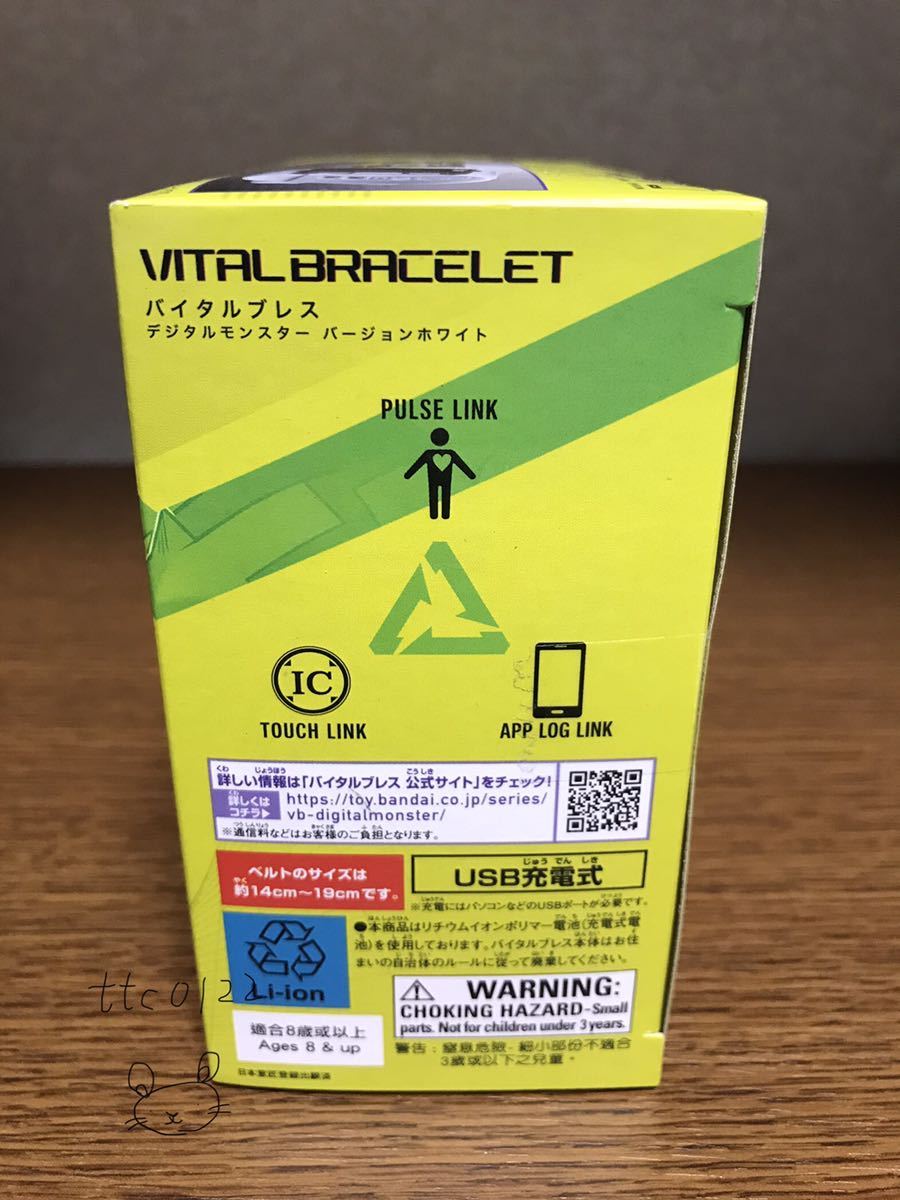 VITALBRACELET
バイタルブレス
デジタルモンスター バージョンホワイト
PULSE LINK
IC
TOUCH LINK
APP LOG LINK
詳しい情報は「バイタルブレス 公式サイト」をチェック!
詳しくは
コチラ▶
https://toy.bandai.co.jp/series/
vb-digitalmonster/
※通信料などはお客様のご負担となります。
ベルトのサイズは
約14cm～19cmです。
USB充電式
※充電にはパソコンなどのUSBポートが必要です。
●本商品はリチウムイオンポリマー電池(充電式電
池)を使用しております。バイタルブレス本体はお住
まいの自治体のルールに従って廃棄してください。
Li-ion
ttc0122
適合8歳或以上
Ages 8 & up
WARNING:
CHOKING HAZARD-Small
parts. Not for children under 3 years.
警告：窒息危險-細小部份不適合
3歲或以下之兒童。
日本意匠登録出願済